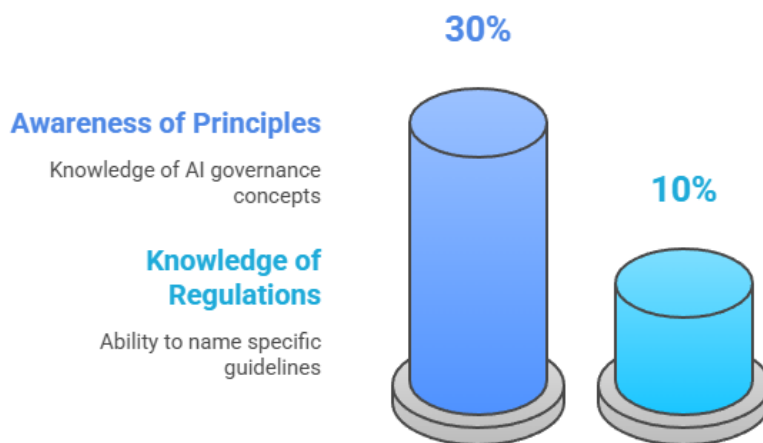 30%
Awareness of Principles
Knowledge of AI governance
concepts
10%
Knowledge of
Regulations
Ability to name specific
guidelines